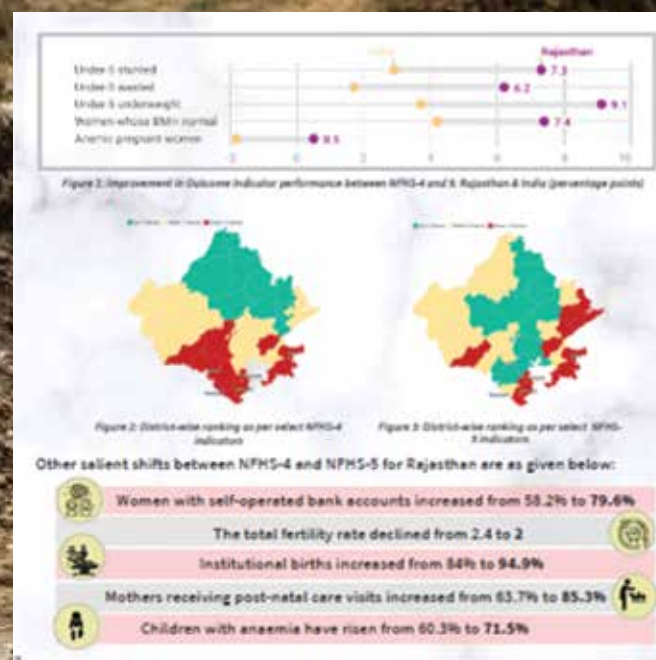 Rajasthan
Under 5 stunted
7.3
Under 5 wasted
6.2
Under 5 underweight
9.1
Women whose BMI normal
7.4
Anemic pregnant women
0.5
0 2 4 6 8 10
Figure 1: Improvement in Outcome Indicator performance between NFHS-4 and 5: Rajasthan & India (percentage points)
Figure 2: District-wise ranking as per select NFHS-4
indicators
Figure 3: District-wise ranking as per select NFHS-
5 indicators
Other salient shifts between NFHS-4 and NFHS-5 for Rajasthan are as given below:
Women with self-operated bank accounts increased from 58.2% to 79.6%
The total fertility rate declined from 2.4 to 2
Institutional births increased from 84% to 94.9%
Mothers receiving post-natal care visits increased from 63.7% to 85.3%
Children with anaemia have risen from 60.3% to 71.5%